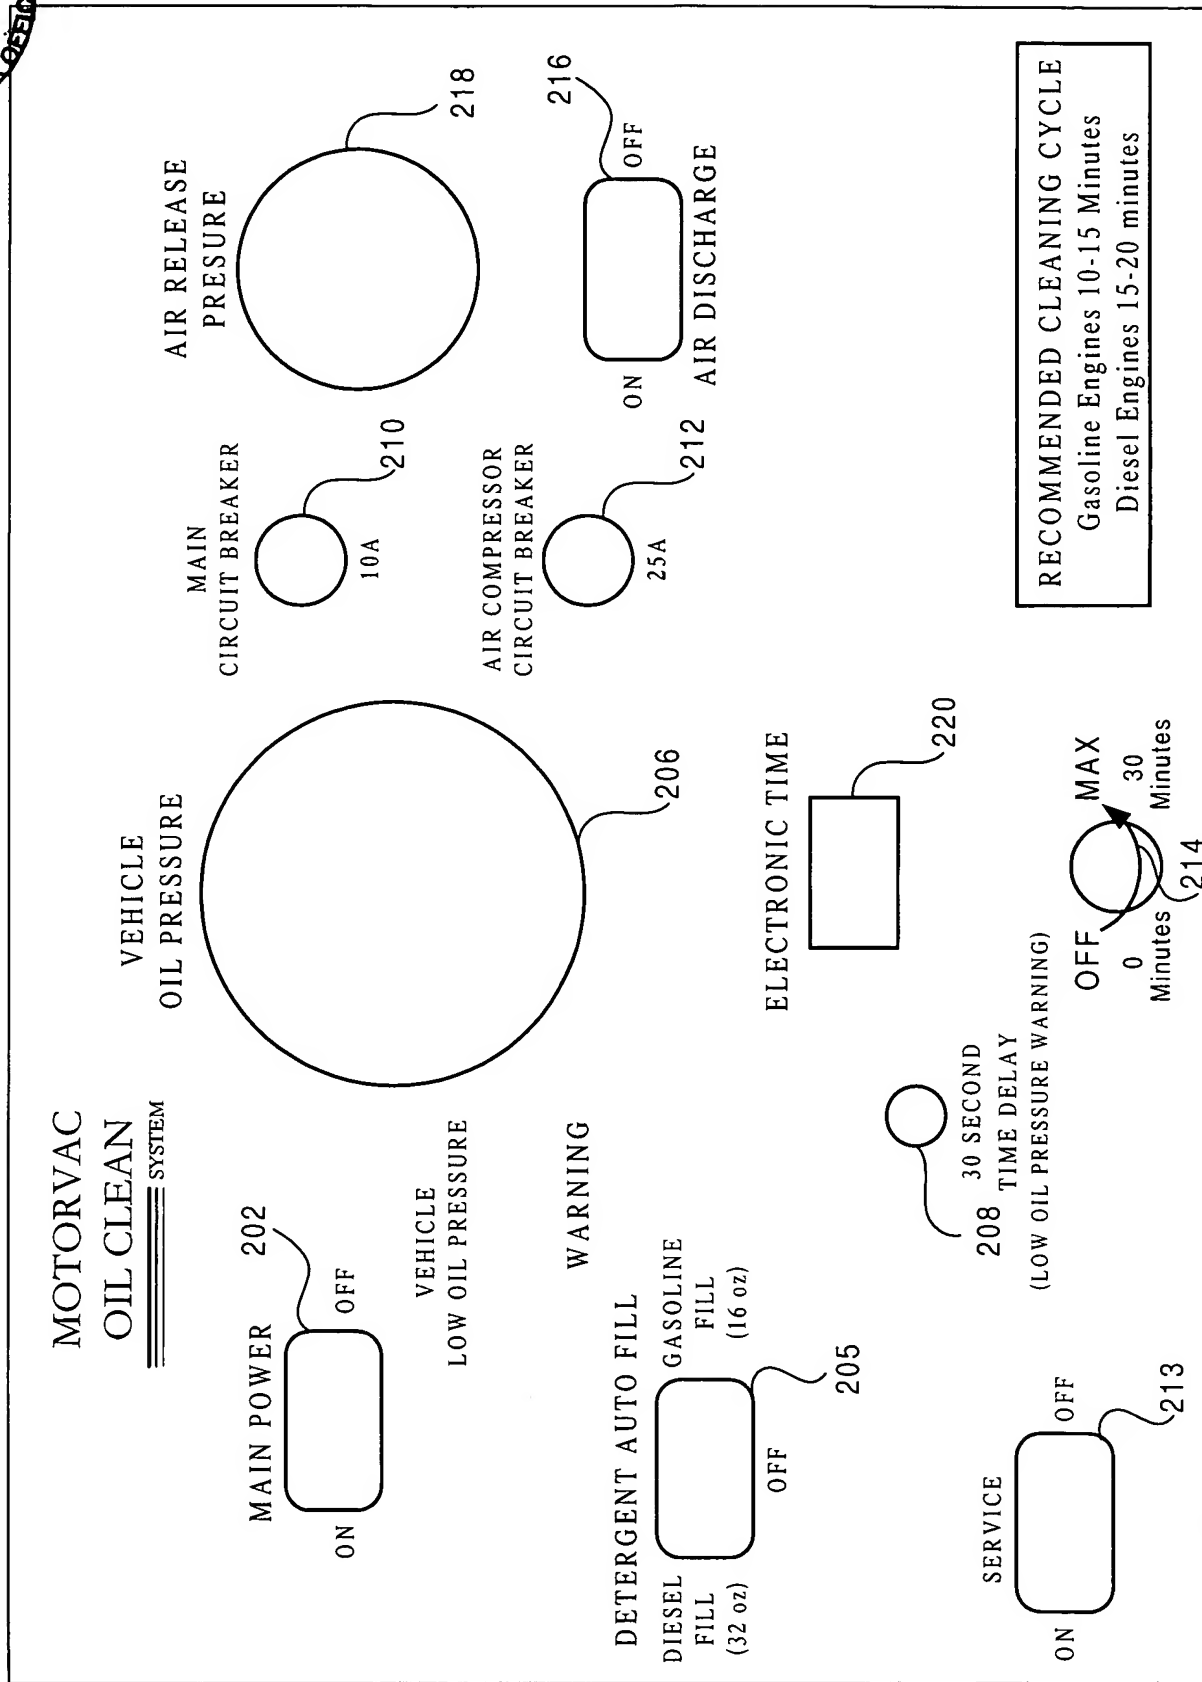 MOTORVAC
OIL CLEAN
SYSTEM
MAIN POWER
ON
OFF
202
VEHICLE
LOW OIL PRESSURE
WARNING
DETERGENT AUTO FILL
DIESEL
FILL
(32 oz)
GASOLINE
FILL
(16 oz)
OFF
205
SERVICE
ON
OFF
213
VEHICLE
OIL PRESSURE
206
ELECTRONIC TIME
220
208
30 SECOND
TIME DELAY
(LOW OIL PRESSURE WARNING)
OFF
0
Minutes
MAX
30
Minutes
214
MAIN
CIRCUIT BREAKER
10A
210
AIR COMPRESSOR
CIRCUIT BREAKER
25A
212
AIR RELEASE
PRESURE
218
216
ON
OFF
AIR DISCHARGE
RECOMMENDED CLEANING CYCLE
Gasoline Engines 10-15 Minutes
Diesel Engines 15-20 minutes